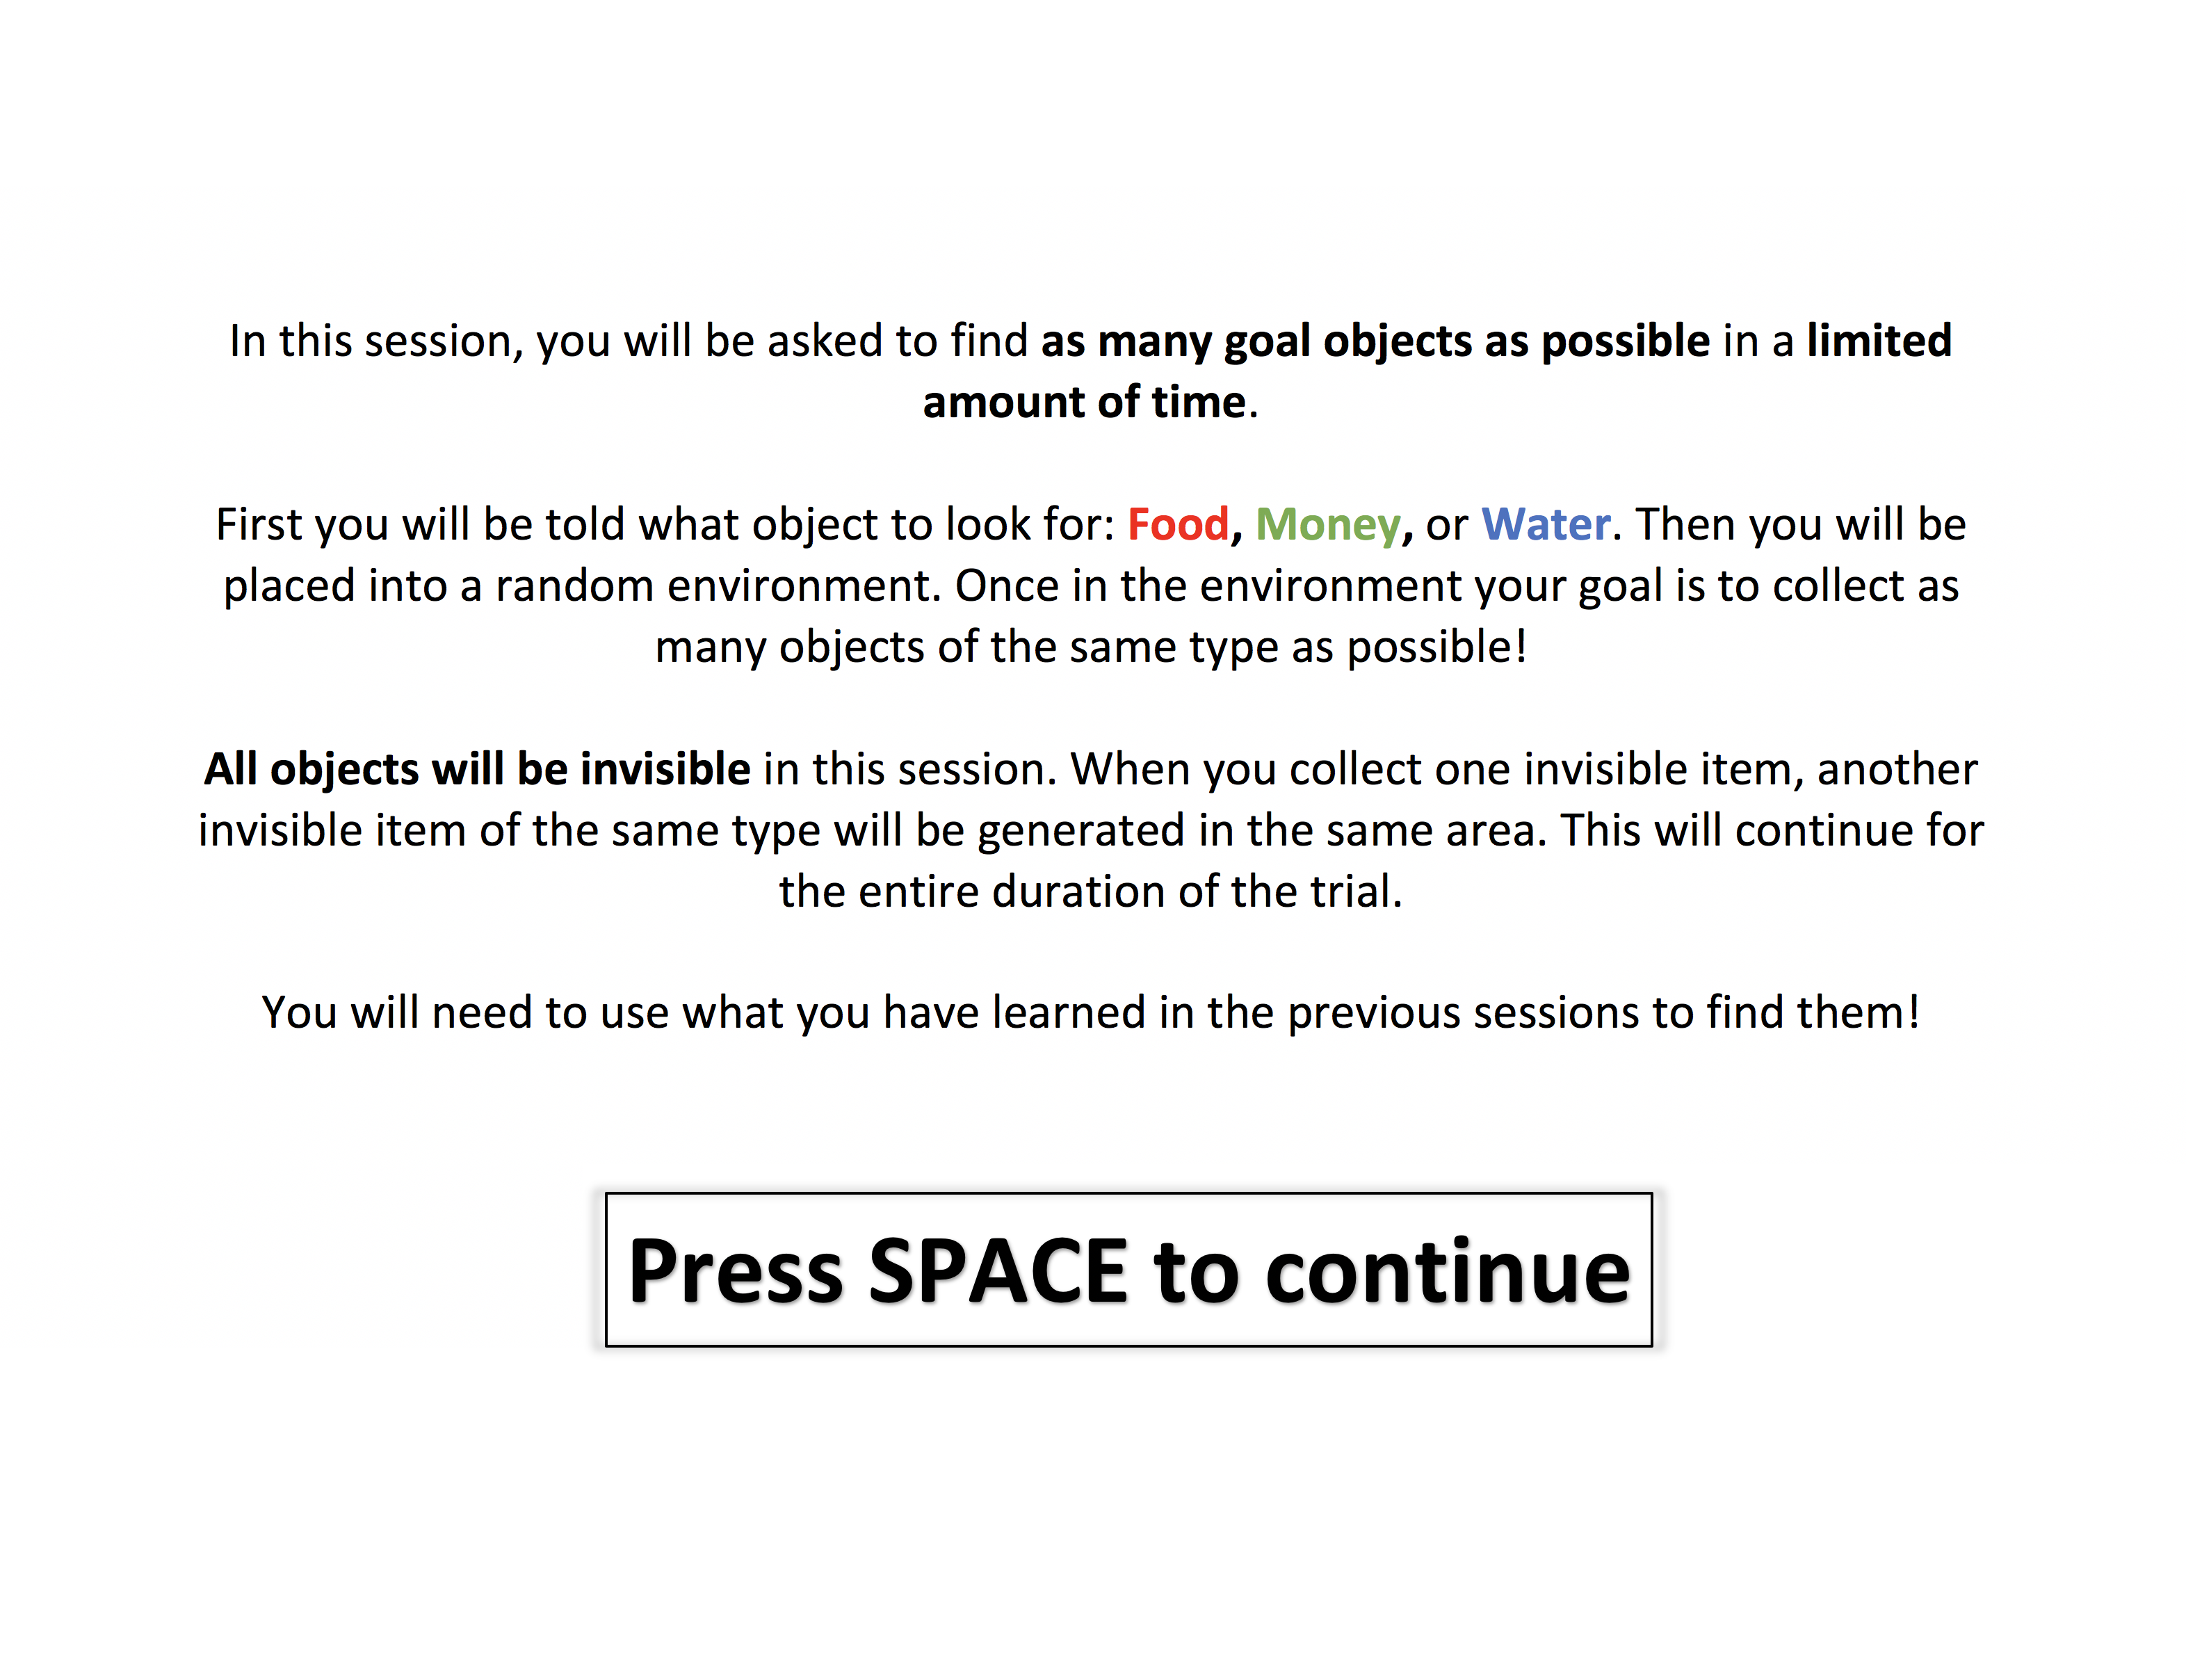 In this session, you will be asked to find as many goal objects as possible in a limited
amount of time.
First you will be told what object to look for: Food, Money, or Water. Then you will be
placed into a random environment. Once in the environment your goal is to collect as
many objects of the same type as possible!
All objects will be invisible in this session. When you collect one invisible item, another
invisible item of the same type will be generated in the same area. This will continue for
the entire duration of the trial.
You will need to use what you have learned in the previous sessions to find them!
Press SPACE to continue